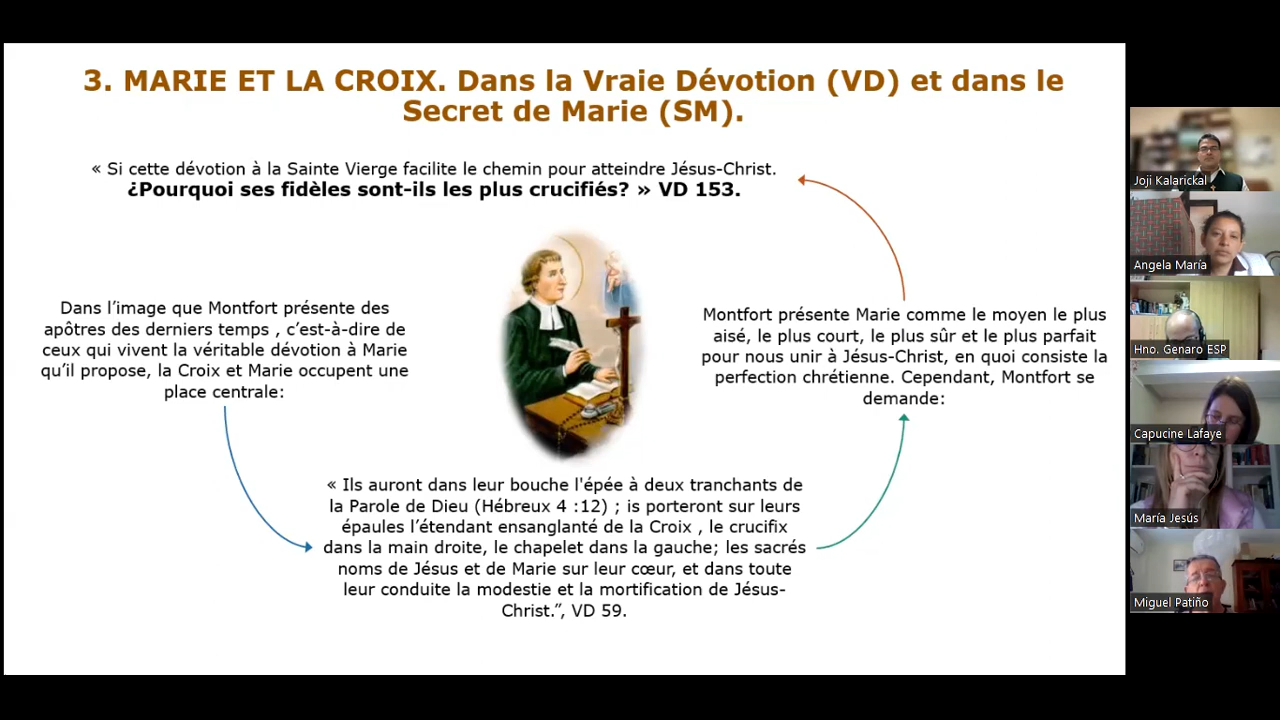 3. MARIE ET LA CROIX. Dans la Vraie Dévotion (VD) et dans le
Secret de Marie (SM).
« Si cette dévotion à la Sainte Vierge facilite le chemin pour atteindre Jésus-Christ.
¿Pourquoi ses fidèles sont-ils les plus crucifiés? » VD 153.
Dans l’image que Montfort présente des
apôtres des derniers temps , c’est-à-dire de
ceux qui vivent la véritable dévotion à Marie
qu’il propose, la Croix et Marie occupent une
place centrale:
« Ils auront dans leur bouche l'épée à deux tranchants de
la Parole de Dieu (Hébreux 4 :12) ; is porteront sur leurs
épaules l’étendant ensanglanté de la Croix , le crucifix
dans la main droite, le chapelet dans la gauche; les sacrés
noms de Jésus et de Marie sur leur cœur, et dans toute
leur conduite la modestie et la mortification de Jésus-
Christ.”, VD 59.
Montfort présente Marie comme le moyen le plus
aisé, le plus court, le plus sûr et le plus parfait
pour nous unir à Jésus-Christ, en quoi consiste la
perfection chrétienne. Cependant, Montfort se
demande:
Joji Kalarickal
Angela María
Hno. Genaro ESP
Capucine Lafaye
María Jesús
Miguel Patiño